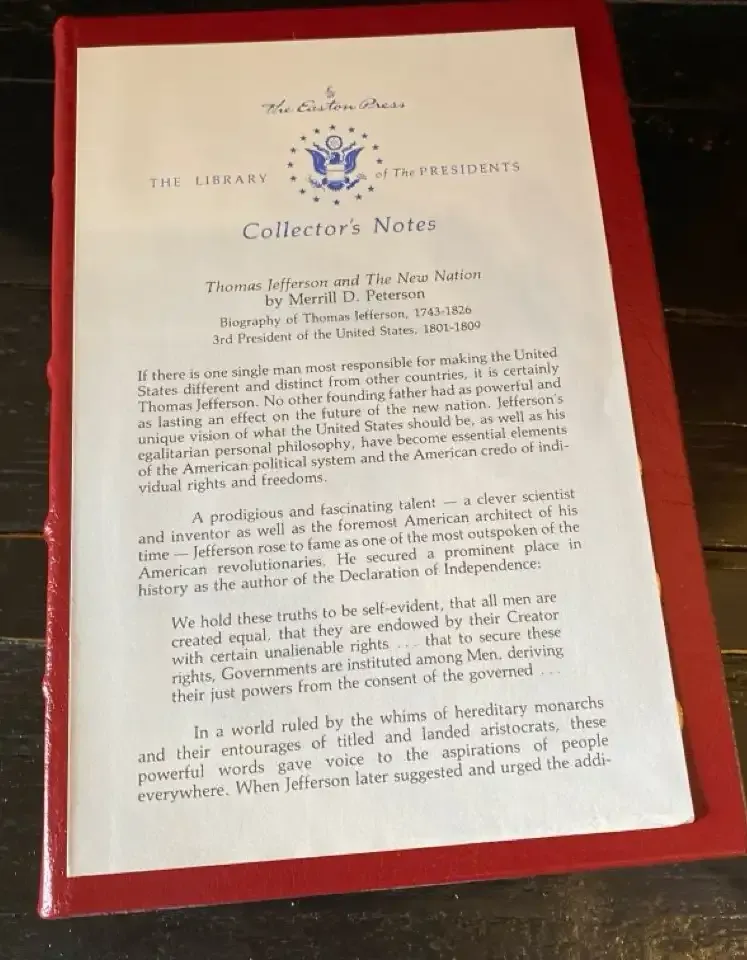 The Easton Press
THE LIBRARY of The PRESIDENTS
Collector's Notes
Thomas Jefferson and The New Nation
by Merrill D. Peterson
Biography of Thomas Jefferson, 1743-1826
3rd President of the United States, 1801-1809
If there is one single man most responsible for making the United
States different and distinct from other countries, it is certainly
Thomas Jefferson. No other founding father had as powerful and
as lasting an effect on the future of the new nation. Jefferson's
unique vision of what the United States should be, as well as his
egalitarian personal philosophy, have become essential elements
of the American political system and the American credo of indi-
vidual rights and freedoms.
A prodigious and fascinating talent — a clever scientist
and inventor as well as the foremost American architect of his
time — Jefferson rose to fame as one of the most outspoken of the
American revolutionaries. He secured a prominent place in
history as the author of the Declaration of Independence:
We hold these truths to be self-evident, that all men are
created equal, that they are endowed by their Creator
with certain unalienable rights . . . that to secure these
rights, Governments are instituted among Men, deriving
their just powers from the consent of the governed . . .
In a world ruled by the whims of hereditary monarchs
and their entourages of titled and landed aristocrats, these
powerful words gave voice to the aspirations of people
everywhere. When Jefferson later suggested and urged the addi-